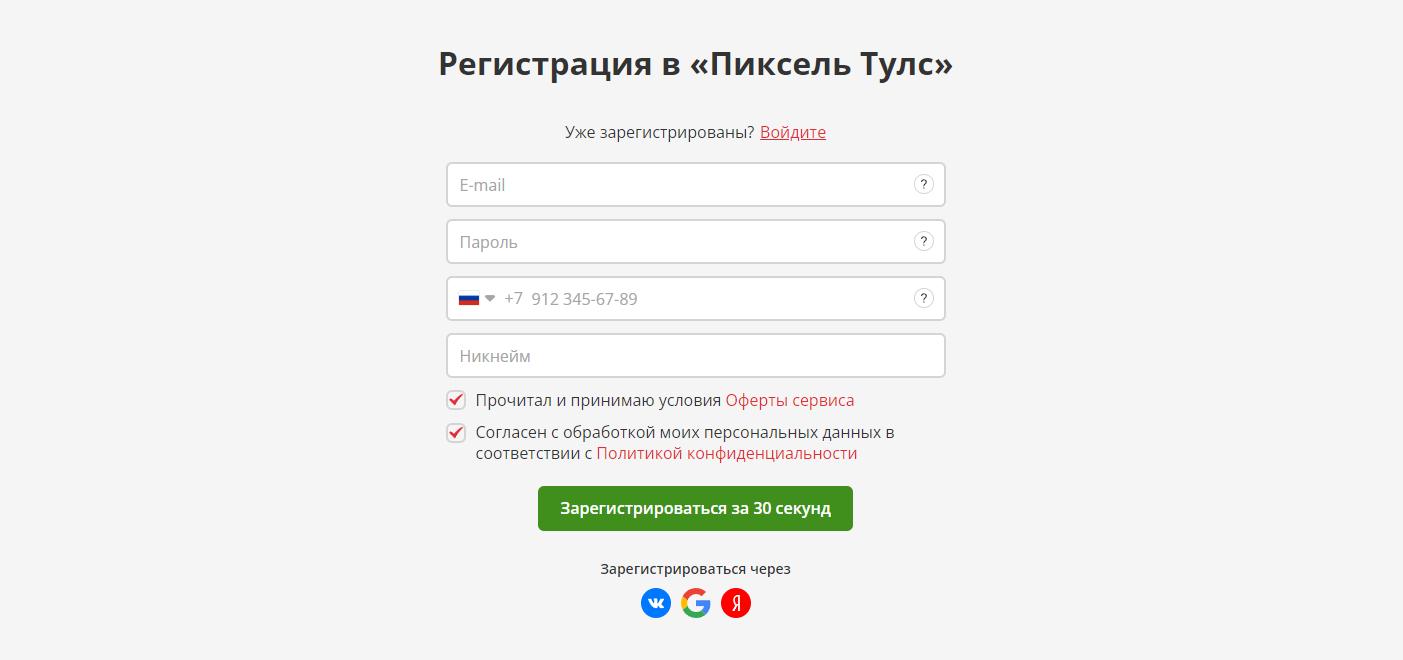 Регистрация в «Пиксель Тулс»
Уже зарегистрированы? Войдите
E-mail ?
Пароль ?
+7 912 345-67-89 ?
Никнейм
Прочитал и принимаю условия Оферты сервиса
Согласен с обработкой моих персональных данных в
соответствии с Политикой конфиденциальности
Зарегистрироваться за 30 секунд
Зарегистрироваться через